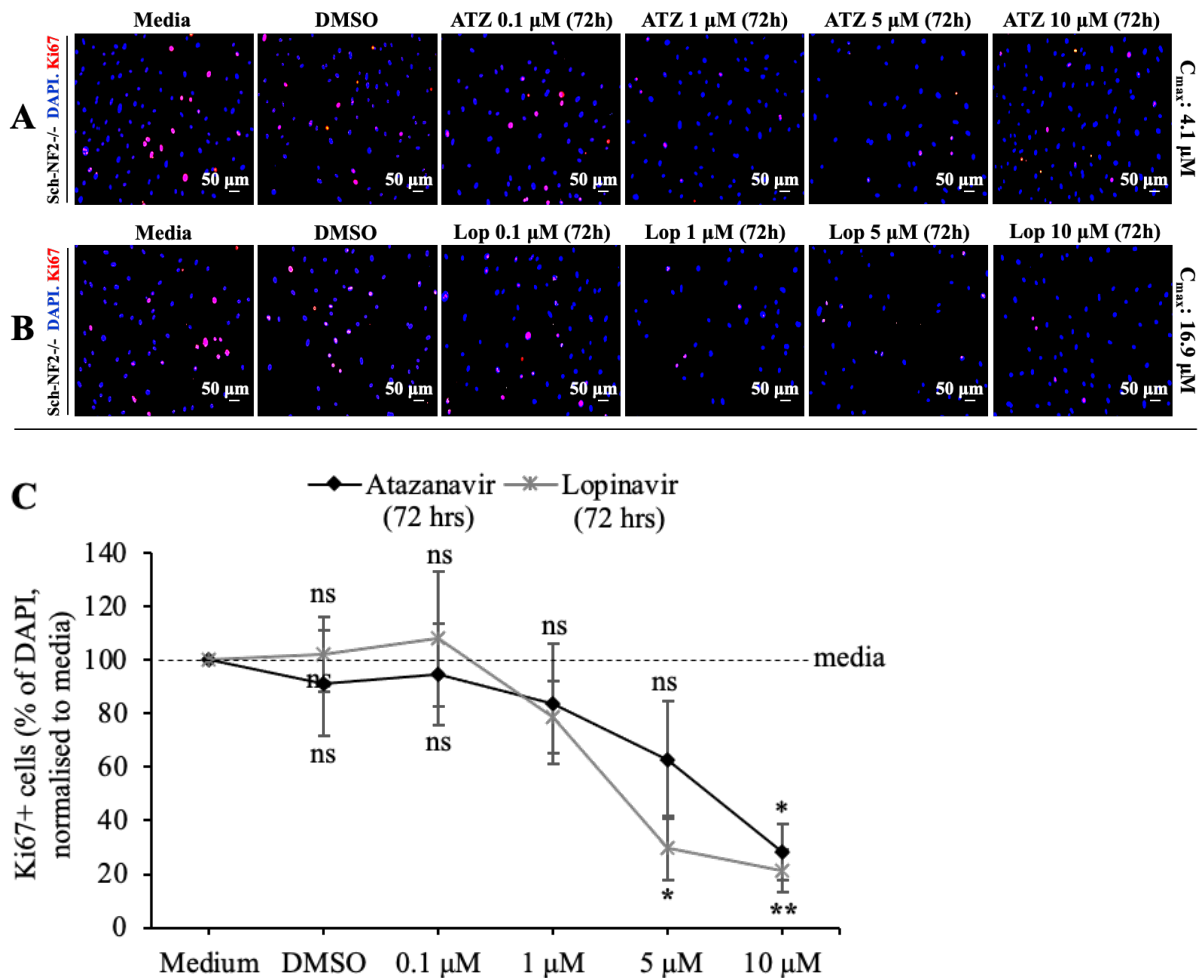 Media DMSO ATZ 0.1 µM (72h) ATZ 1 µM (72h) ATZ 5 µM (72h) ATZ 10 µM (72h)
A
Sch-NF2-/- DAPI. Ki67
50 µm 50 µm 50 µm 50 µm 50 µm 50 µm
Cmax: 4.1 µM
Media DMSO Lop 0.1 µM (72h) Lop 1 µM (72h) Lop 5 µM (72h) Lop 10 µM (72h)
B
Sch-NF2-/- DAPI. Ki67
50 µm 50 µm 50 µm 50 µm 50 µm 50 µm
Cmax: 16.9 µM
C
Atazanavir Lopinavir
(72 hrs) (72 hrs)
Ki67+ cells (% of DAPI,
normalised to media)
140
120
100
80
60
40
20
0
ns
ns
ns
media
ns
ns
ns
ns
*
*
**
Medium DMSO 0.1 µM 1 µM 5 µM 10 µM